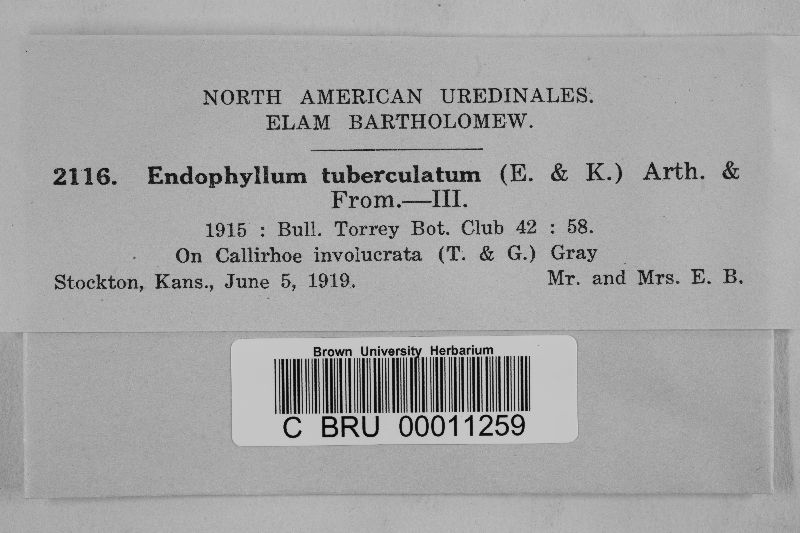 NORTH AMERICAN UREDINALES.
ELAM BARTHOLOMEW.
2116. Endophyllum tuberculatum (E. & K.) Arth. &
From.—III.
1915 : Bull. Torrey Bot. Club 42 : 58.
On Callirhoe involucrata (T. & G.) Gray
Stockton, Kans., June 5, 1919. Mr. and Mrs. E. B.
Brown University Herbarium
C BRU 00011259